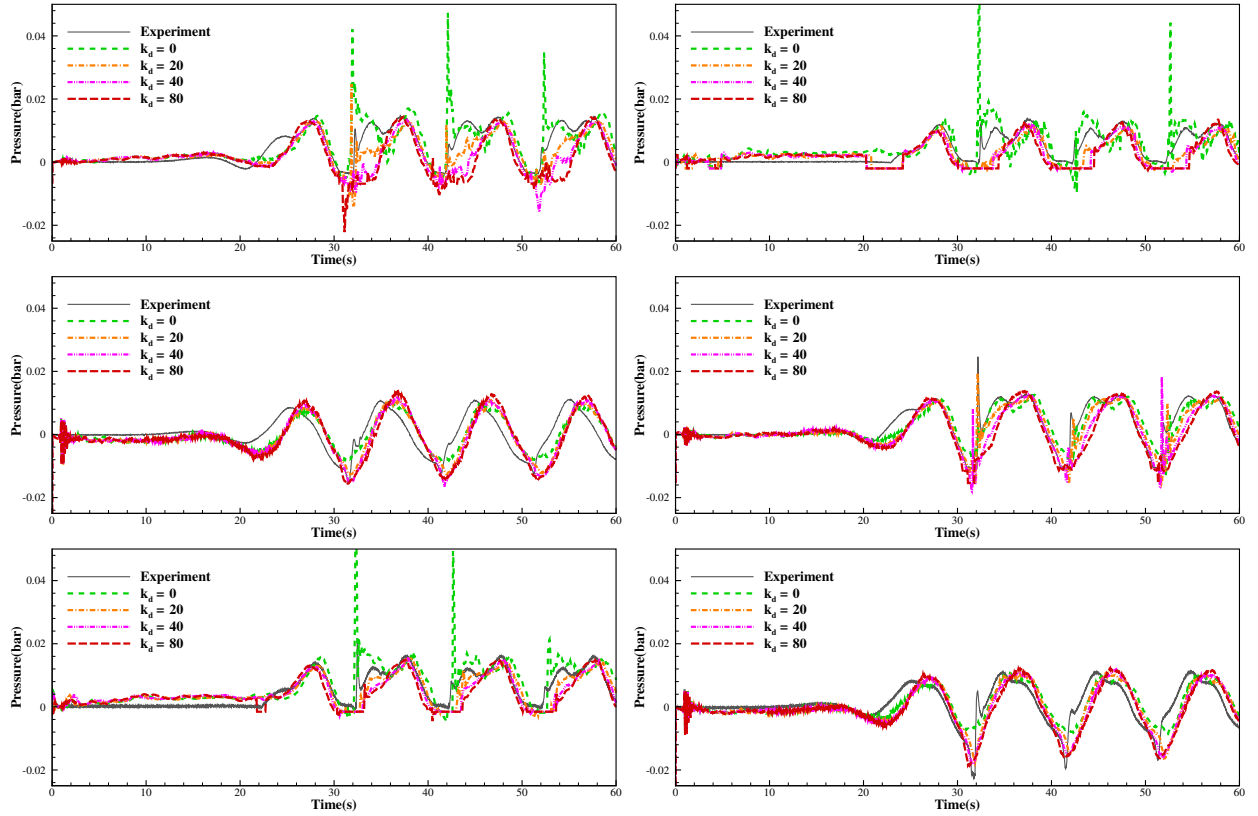 0.04
0.02
0
-0.02
Pressure(bar)
Experiment
k_d = 0
k_d = 20
k_d = 40
k_d = 80
0 10 20 30 40 50 60
Time(s)
0.04
0.02
0
-0.02
Pressure(bar)
Experiment
k_d = 0
k_d = 20
k_d = 40
k_d = 80
0 10 20 30 40 50 60
Time(s)
0.04
0.02
0
-0.02
Pressure(bar)
Experiment
k_d = 0
k_d = 20
k_d = 40
k_d = 80
0 10 20 30 40 50 60
Time(s)
0.04
0.02
0
-0.02
Pressure(bar)
Experiment
k_d = 0
k_d = 20
k_d = 40
k_d = 80
0 10 20 30 40 50 60
Time(s)
0.04
0.02
0
-0.02
Pressure(bar)
Experiment
k_d = 0
k_d = 20
k_d = 40
k_d = 80
0 10 20 30 40 50 60
Time(s)
0.04
0.02
0
-0.02
Pressure(bar)
Experiment
k_d = 0
k_d = 20
k_d = 40
k_d = 80
0 10 20 30 40 50 60
Time(s)